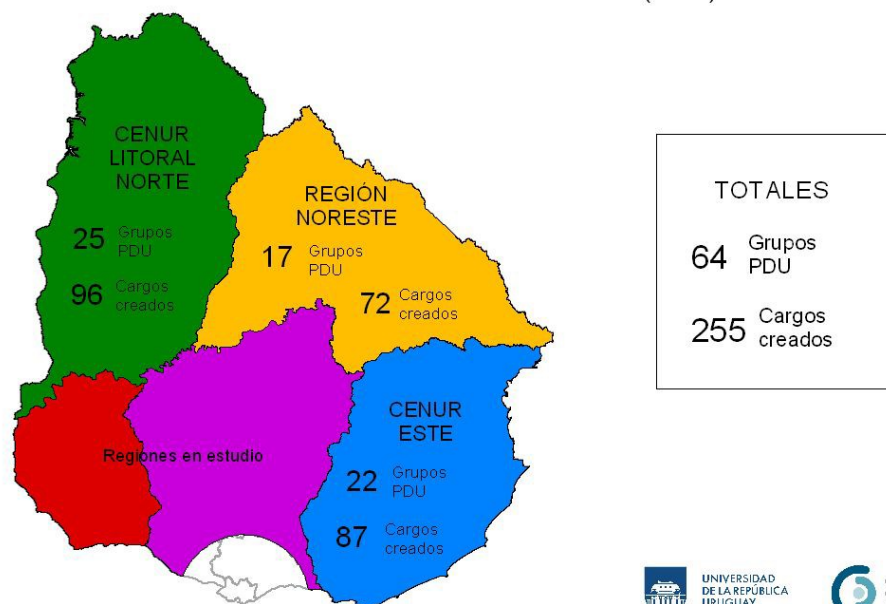 CENUR
LITORAL
NORTE
25 Grupos
PDU
96 Cargos
creados
REGIÓN
NORESTE
17 Grupos
PDU
72 Cargos
creados
Regiones en estudio
CENUR
ESTE
22 Grupos
PDU
87 Cargos
creados
TOTALES
64 Grupos
PDU
255 Cargos
creados
UNIVERSIDAD
DE LA REPÚBLICA
URUGUAY